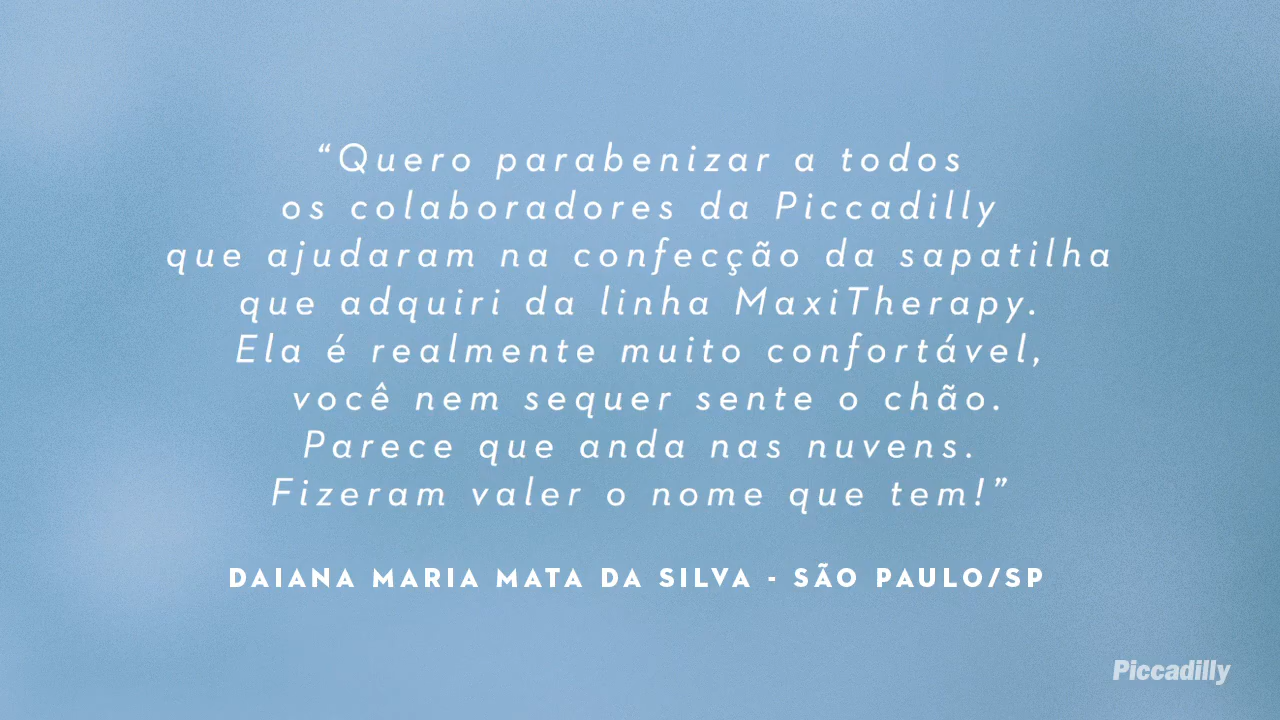 “Quero parabenizar a todos
os colaboradores da Piccadilly
que ajudaram na confecção da sapatilha
que adquiri da linha MaxiTherapy.
Ela é realmente muito confortável,
você nem sequer sente o chão.
Parece que anda nas nuvens.
Fizeram valer o nome que tem!”
DAIANA MARIA MATA DA SILVA - SÃO PAULO/SP
Piccadilly